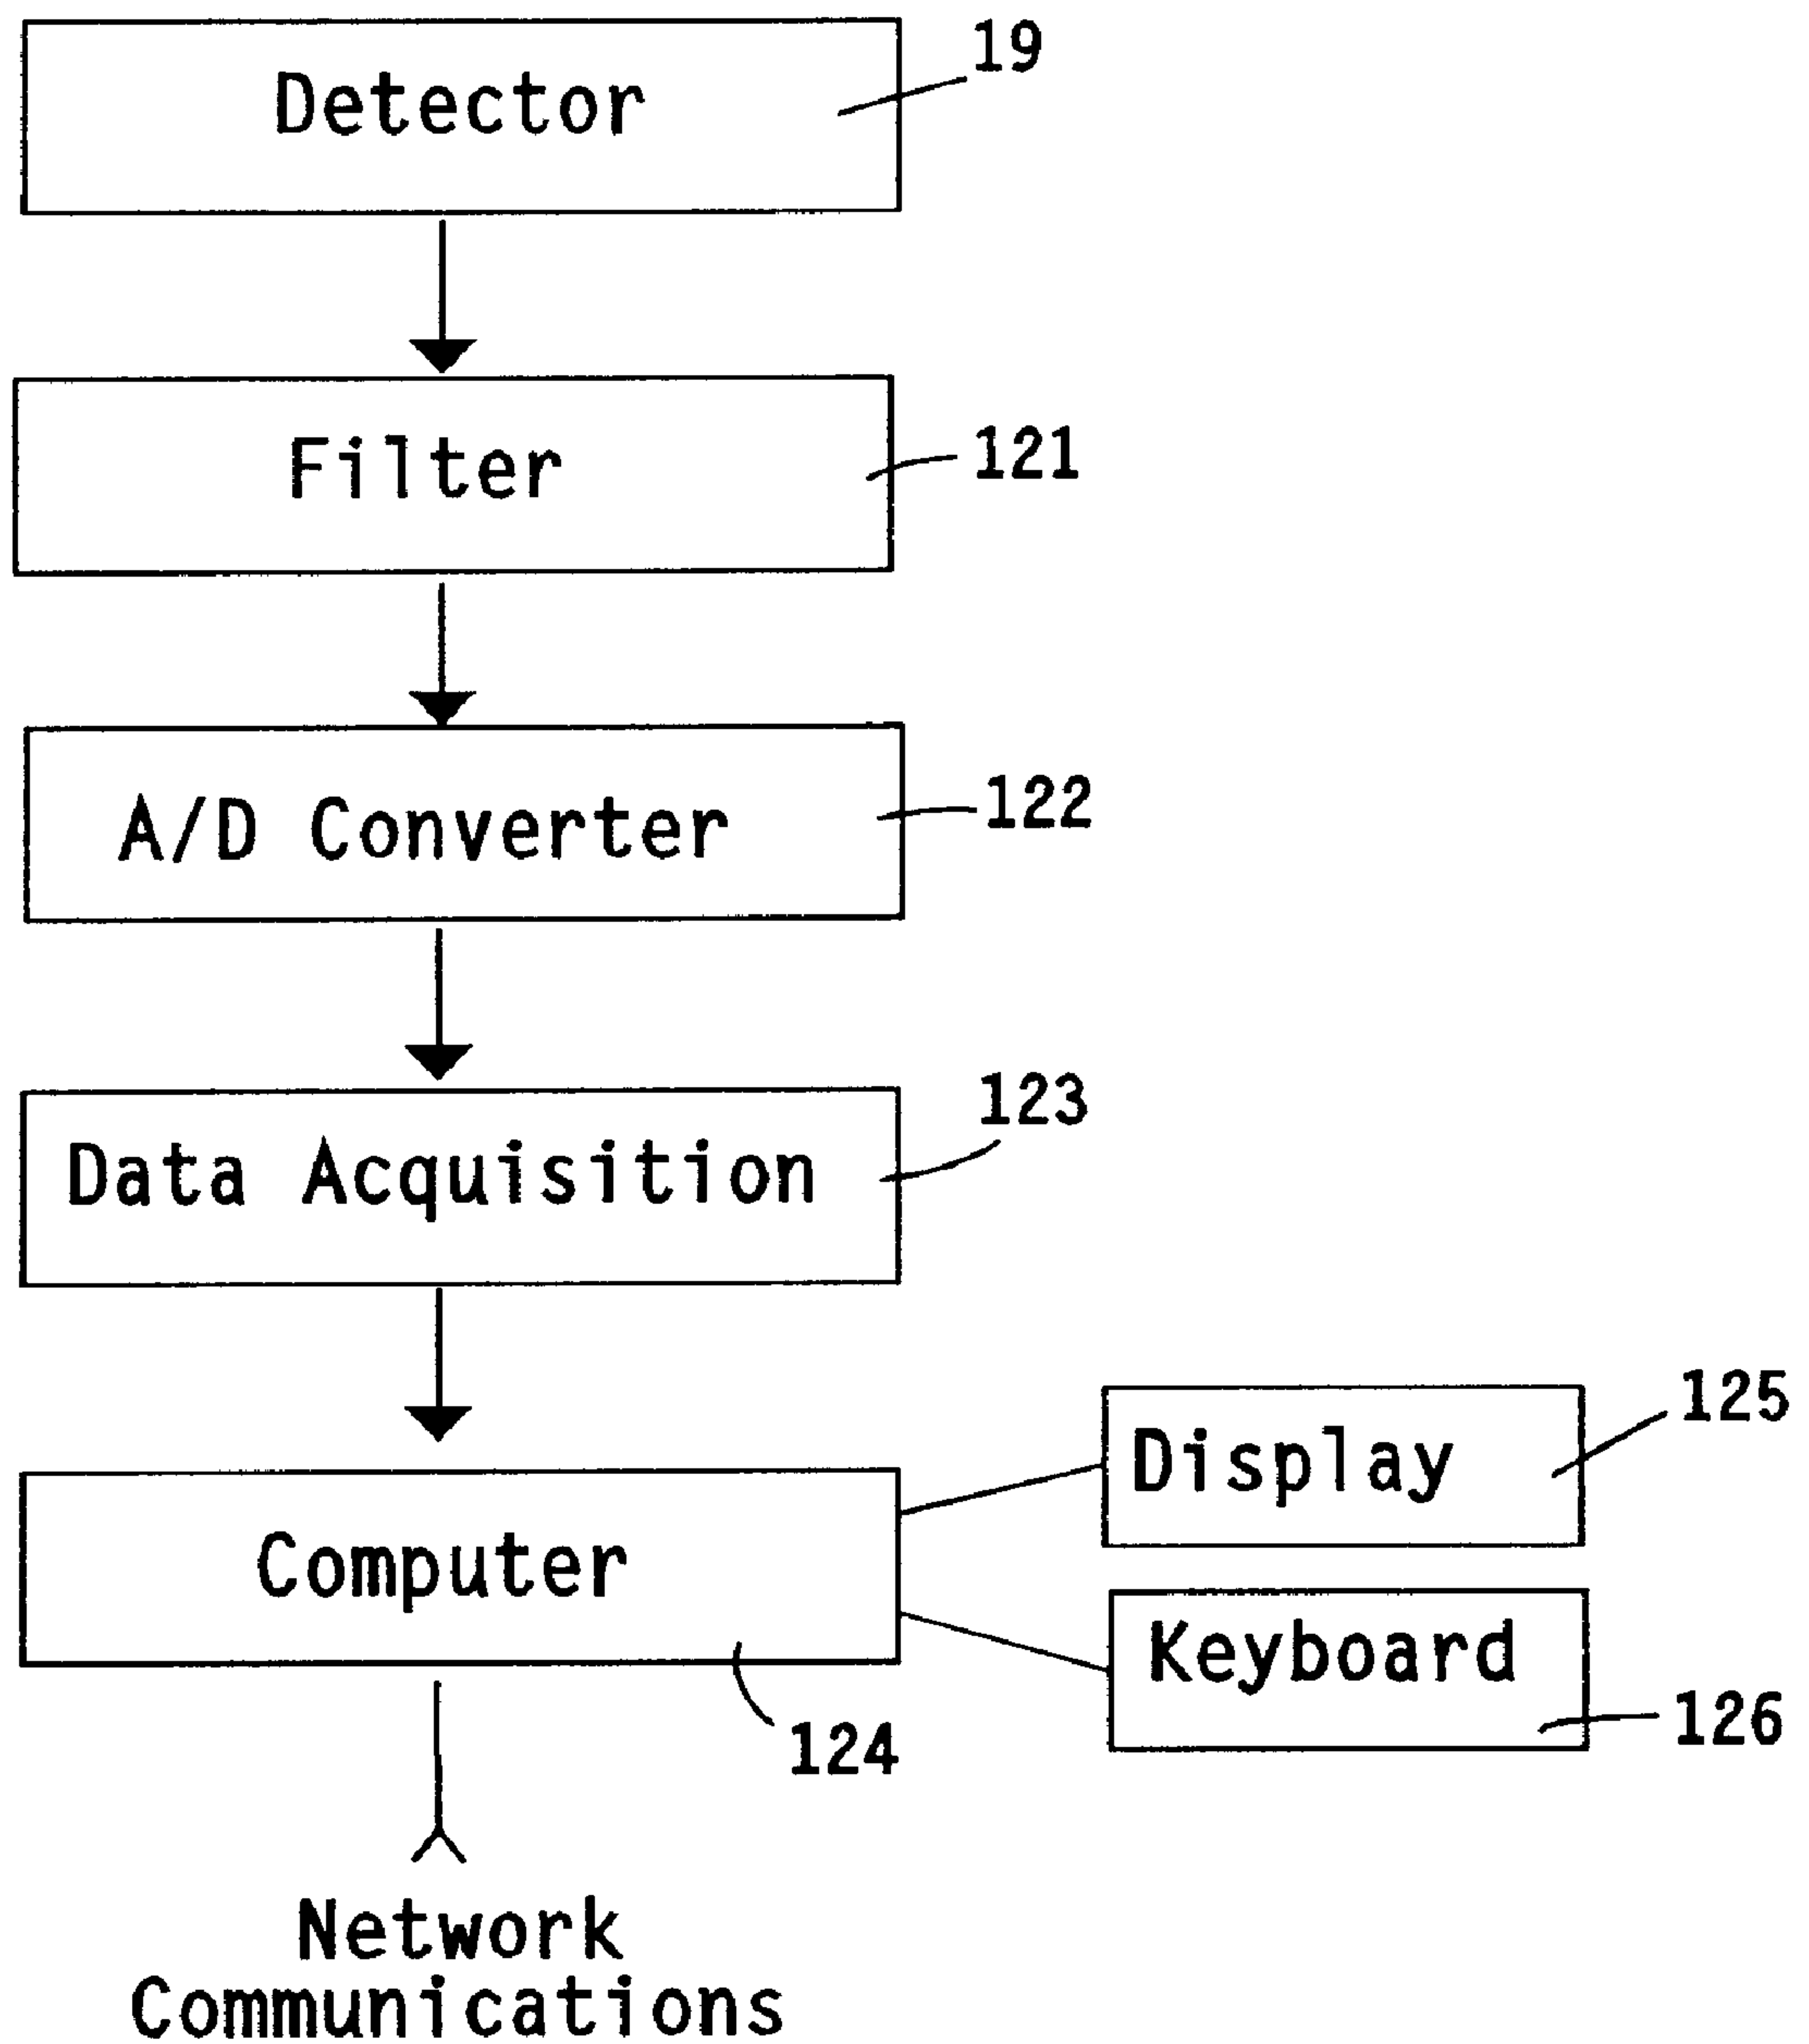 Detector
19
Filter
121
A/D Converter
122
Data Acquisition
123
Computer
124
Display
125
Keyboard
126
Network
Communications